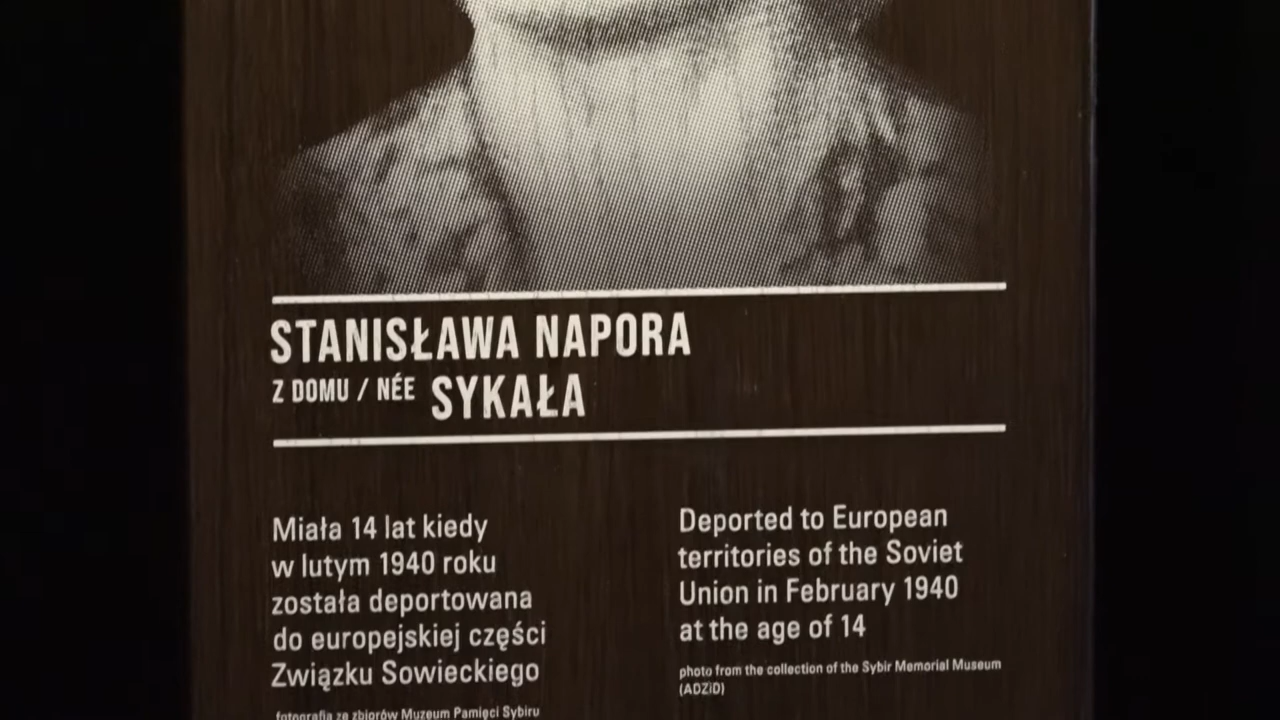 STANISŁAWA NAPORA
Z DOMU / NÉE SYKAŁA
Miała 14 lat kiedy
w lutym 1940 roku
została deportowana
do europejskiej części
Związku Sowieckiego
fotografia ze zbiorów Muzeum Pamięci Sybiru
Deported to European
territories of the Soviet
Union in February 1940
at the age of 14
photo from the collection of the Sybir Memorial Museum
(ADZiD)